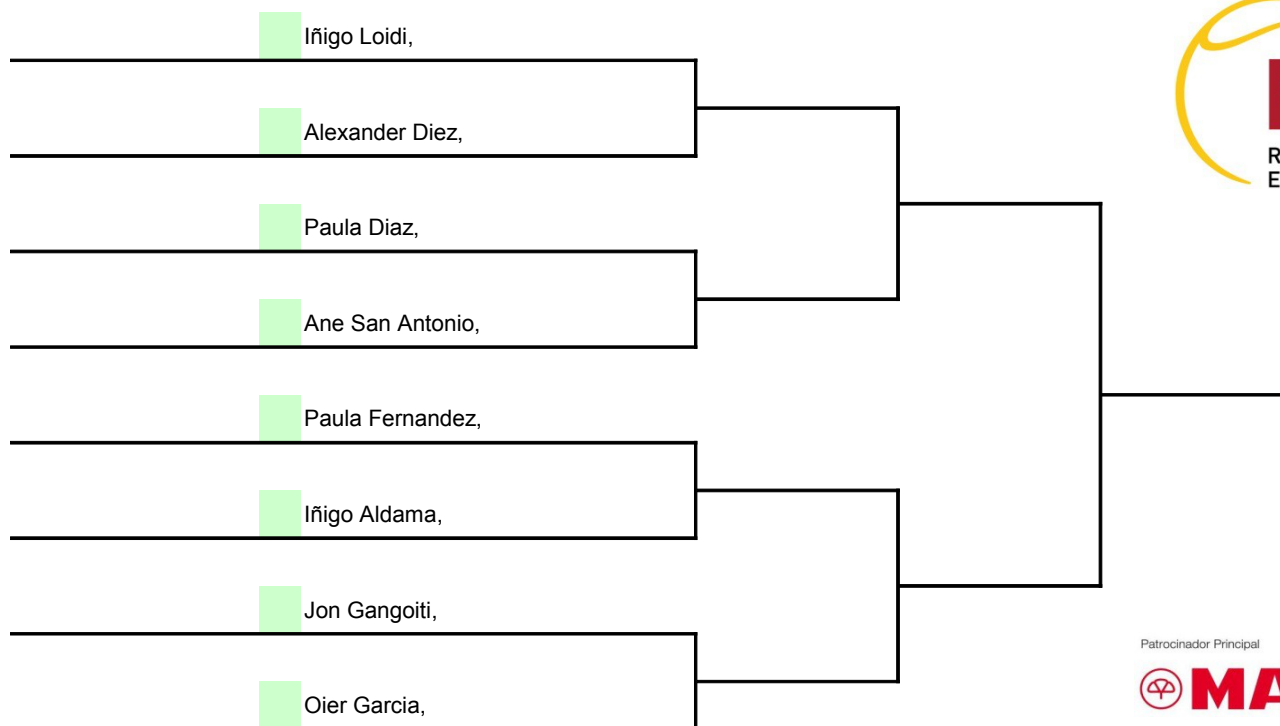 Iñigo Loidi,
Alexander Diez,
R
E
Paula Diaz,
Ane San Antonio,
Paula Fernandez,
Iñigo Aldama,
Jon Gangoiti,
Patrocinador Principal
MA
Oier Garcia,